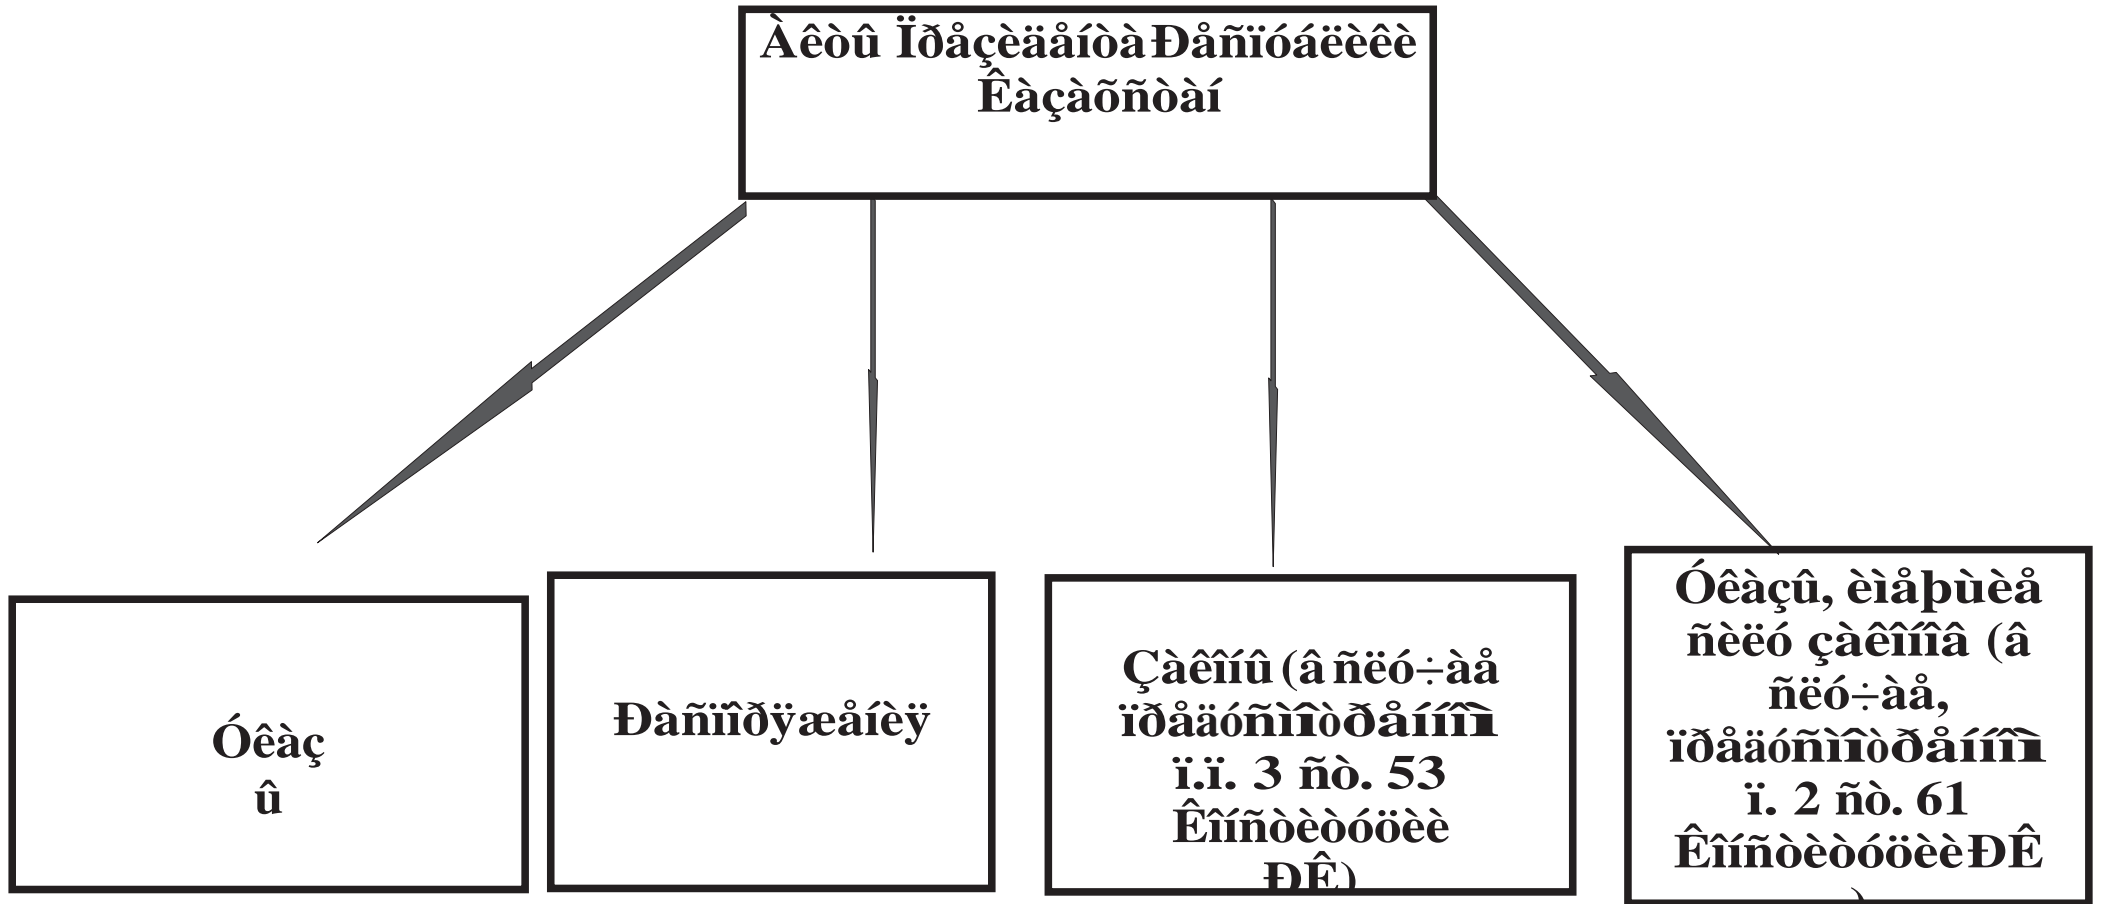 Àêòû Ïðåçèäåíòà Ðåñïóáëèêè
Êàçàõñòàí
Óêàç
û
Ðàñïîðÿæåíèÿ
Çàêîíû (â ñëó÷àå
ïðåäóñìîòðåííîì
ï.ï. 3 ñò. 53
Êîíñòèòóöèè
ÐÊ)
Óêàçû, èìåþùèå
ñèëó çàêîíîâ (â
ñëó÷àå,
ïðåäóñìîòðåííîì
ï. 2 ñò. 61
Êîíñòèòóöèè ÐÊ
)